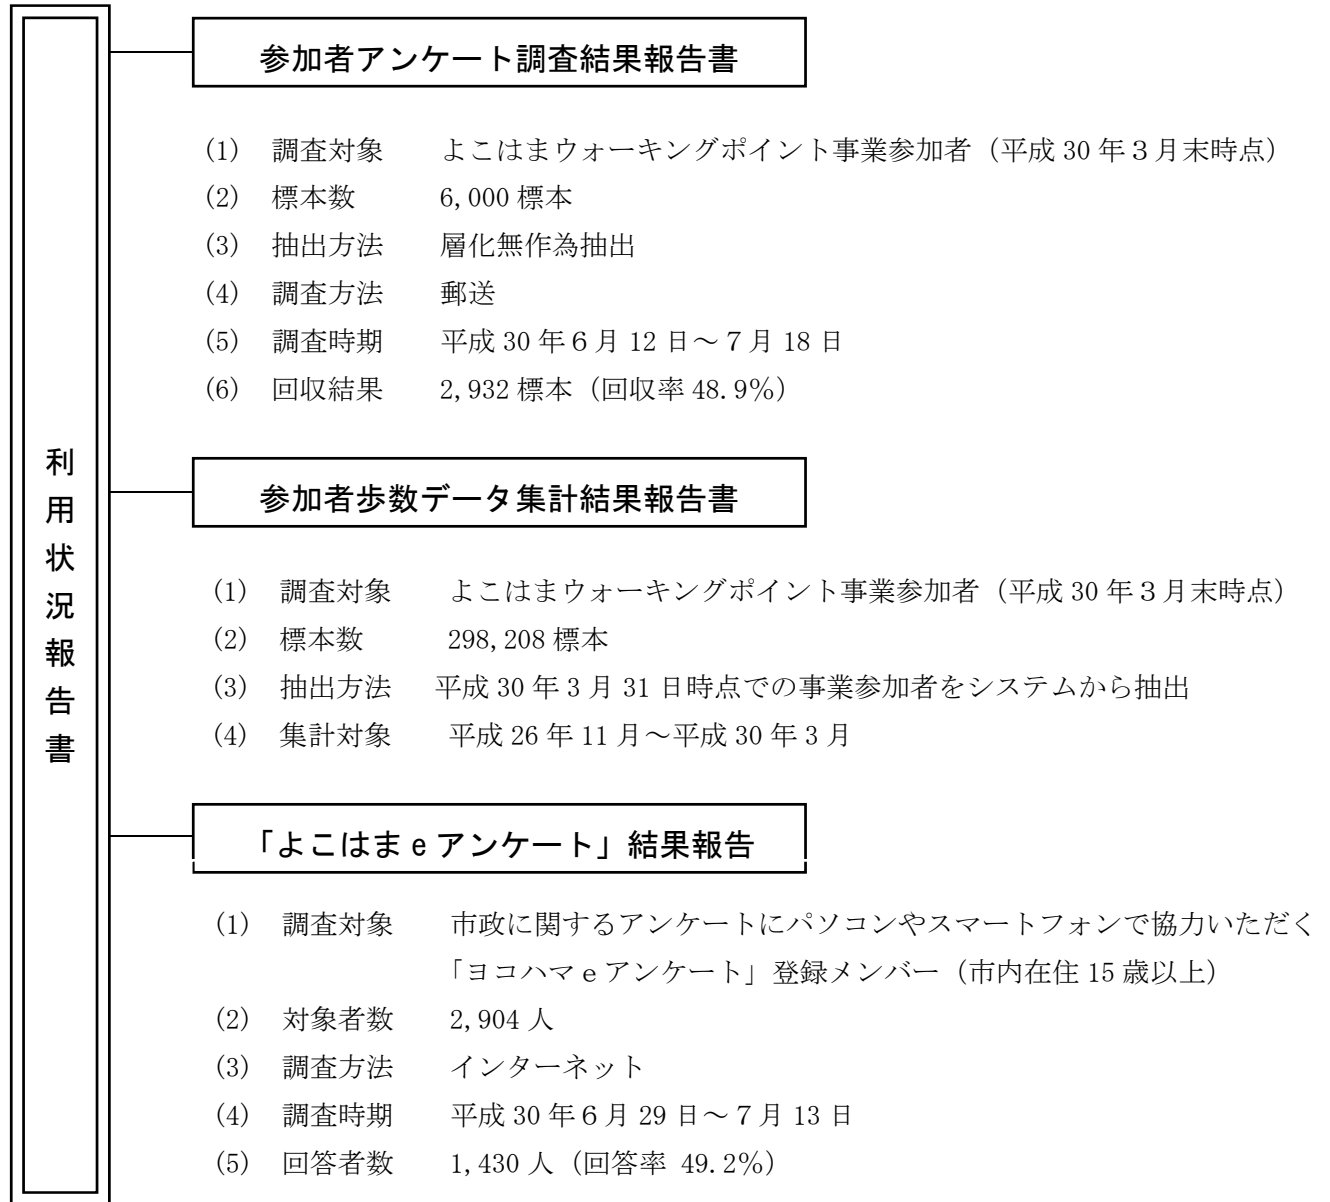 利用状況報告書
参加者アンケート調査結果報告書
(1) 調査対象 よこはまウォーキングポイント事業参加者（平成 30 年３月末時点）
(2) 標本数 6,000 標本
(3) 抽出方法 層化無作為抽出
(4) 調査方法 郵送
(5) 調査時期 平成 30 年６月 12 日～７月 18 日
(6) 回収結果 2,932 標本（回収率 48.9％）
参加者歩数データ集計結果報告書
(1) 調査対象 よこはまウォーキングポイント事業参加者（平成 30 年３月末時点）
(2) 標本数 298,208 標本
(3) 抽出方法 平成 30 年 3 月 31 日時点での事業参加者をシステムから抽出
(4) 集計対象 平成 26 年 11 月～平成 30 年 3 月
「よこはまｅアンケート」結果報告
(1) 調査対象 市政に関するアンケートにパソコンやスマートフォンで協力いただく
「ヨコハマｅアンケート」登録メンバー（市内在住 15 歳以上）
(2) 対象者数 2,904 人
(3) 調査方法 インターネット
(4) 調査時期 平成 30 年６月 29 日～７月 13 日
(5) 回答者数 1,430 人（回答率 49.2％）